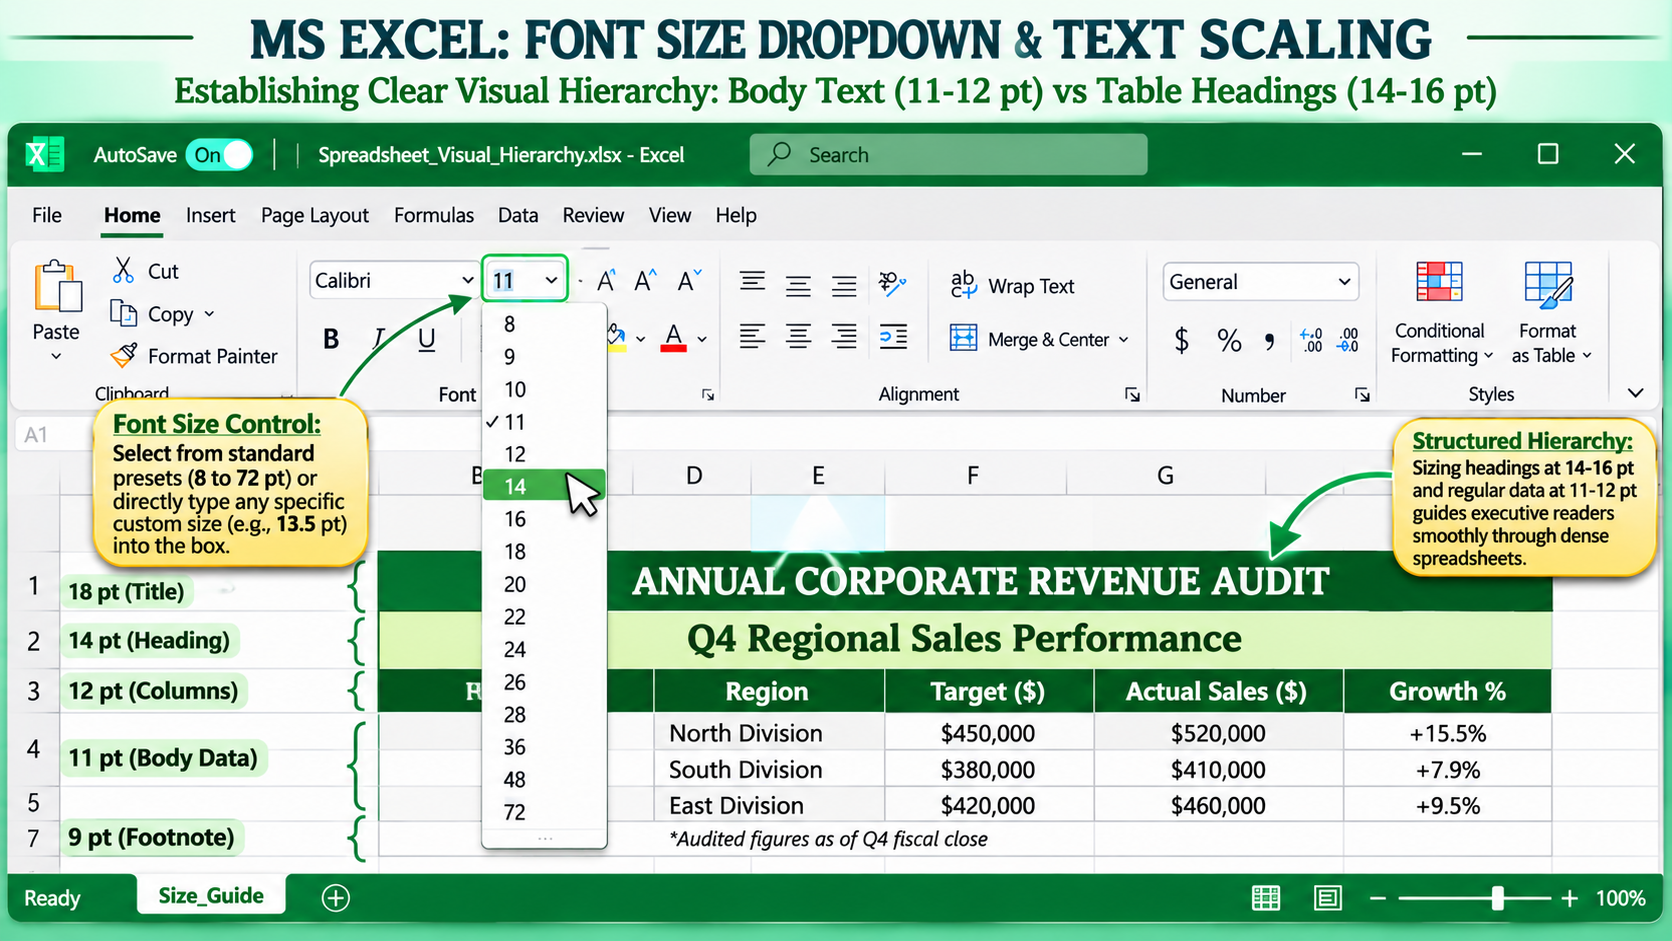 MS EXCEL: FONT SIZE DROPDOWN & TEXT SCALING
Establishing Clear Visual Hierarchy: Body Text (11-12 pt) vs Table Headings (14-16 pt)
AutoSave On Spreadsheet_Visual_Hierarchy.xlsx - Excel Search
File Home Insert Page Layout Formulas Data Review View Help
Paste
Cut
Copy
Format Painter
Clipboard
Calibri 11
B I U
Font
8
9
10
11
12
14
16
18
20
22
24
26
28
36
48
72
Wrap Text
Merge & Center
Alignment
General
$ % ,
Number
Conditional
Formatting
Format
as Table
Styles
A1
Font Size Control:
Select from standard
presets (8 to 72 pt) or
directly type any specific
custom size (e.g., 13.5 pt)
into the box.
Structured Hierarchy:
Sizing headings at 14-16 pt
and regular data at 11-12 pt
guides executive readers
smoothly through dense
spreadsheets.
D E F G
1 18 pt (Title) ANNUAL CORPORATE REVENUE AUDIT
2 14 pt (Heading) Q4 Regional Sales Performance
3 12 pt (Columns) Region Target ($) Actual Sales ($) Growth %
4 11 pt (Body Data) North Division $450,000 $520,000 +15.5%
South Division $380,000 $410,000 +7.9%
5 East Division $420,000 $460,000 +9.5%
7 9 pt (Footnote) *Audited figures as of Q4 fiscal close
Ready Size_Guide 100%